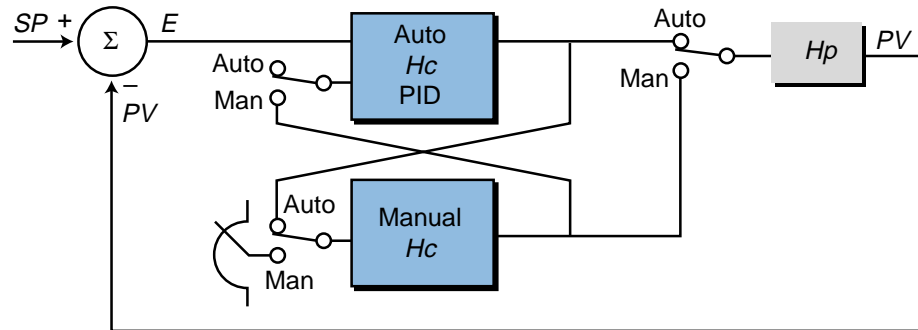 SP + Σ E
Auto
Hc
PID
Auto
Man
Auto
Man
Hp
PV
−
PV
Manual
Hc
Auto
Man